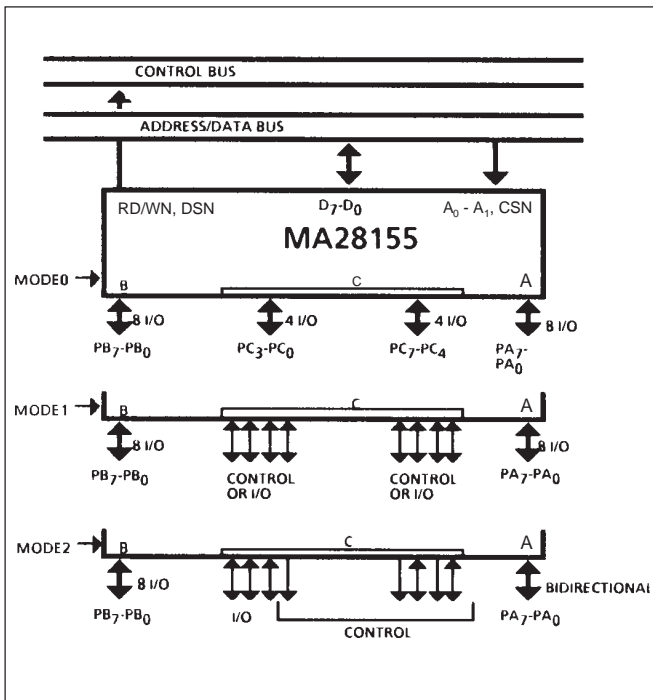 CONTROL BUS
ADDRESS/DATA BUS
RD/WN, DSN D7-D0 A0 - A1, CSN
MA28155
MODE0
B C A
8 I/O 4 I/O 4 I/O 8 I/O
PB7-PB0 PC3-PC0 PC7-PC4 PA7-
PA0
MODE1
B C A
8 I/O 8 I/O
PB7-PB0 CONTROL CONTROL PA7-PA0
OR I/O OR I/O
MODE2
B C A
8 I/O BIDIRECTIONAL
PB7-PB0 I/O PA7-PA0
CONTROL